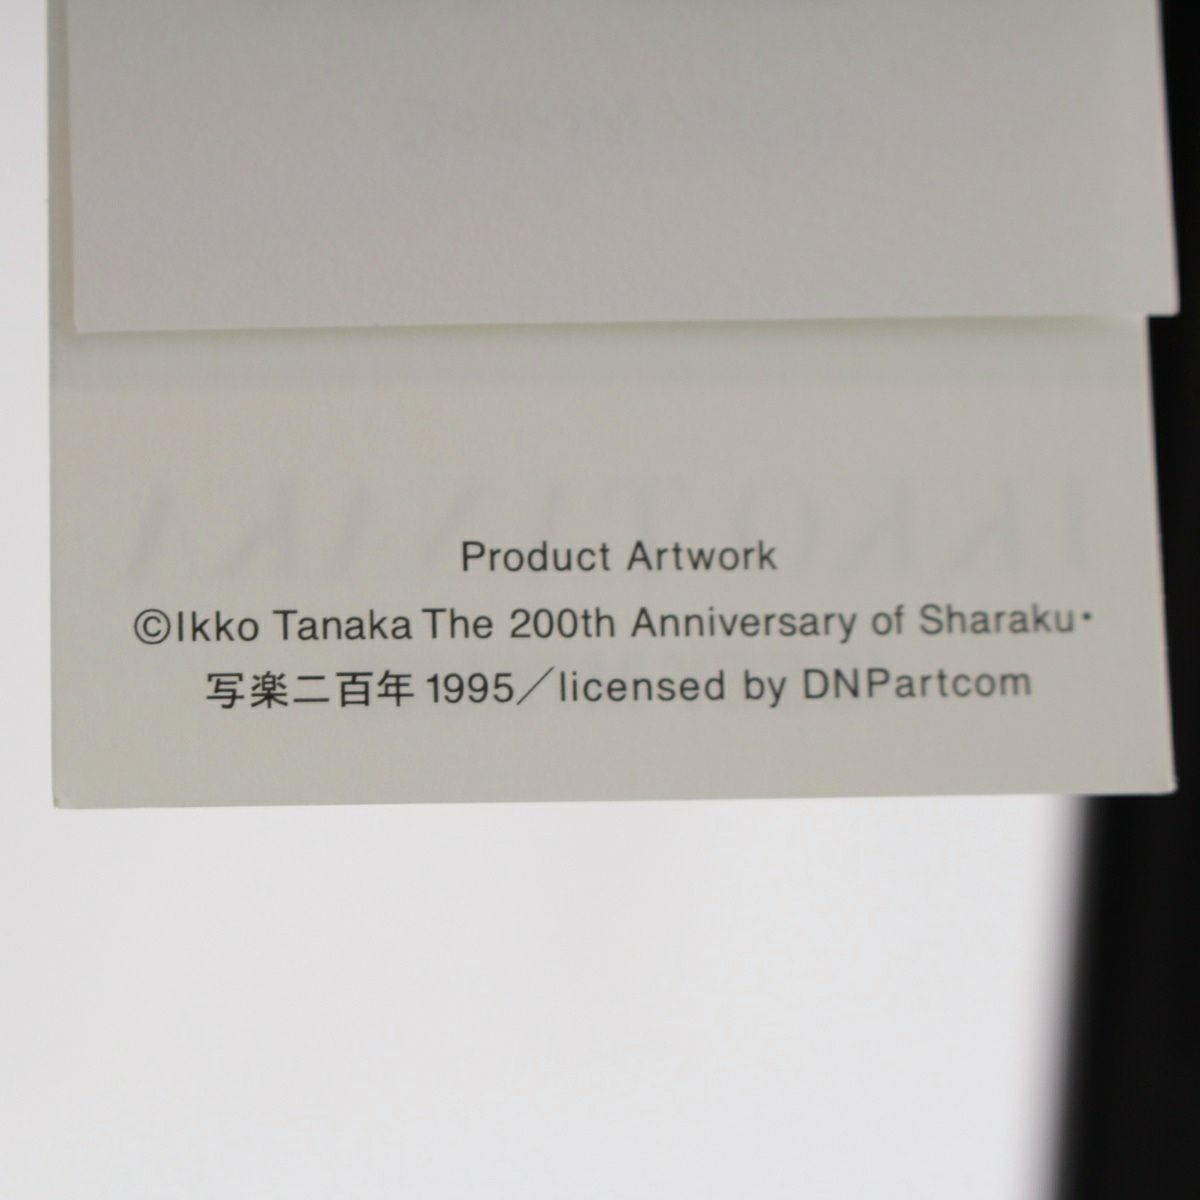 Product Artwork
©Ikko Tanaka The 200th Anniversary of Sharaku・
写楽二百年 1995／licensed by DNPartcom